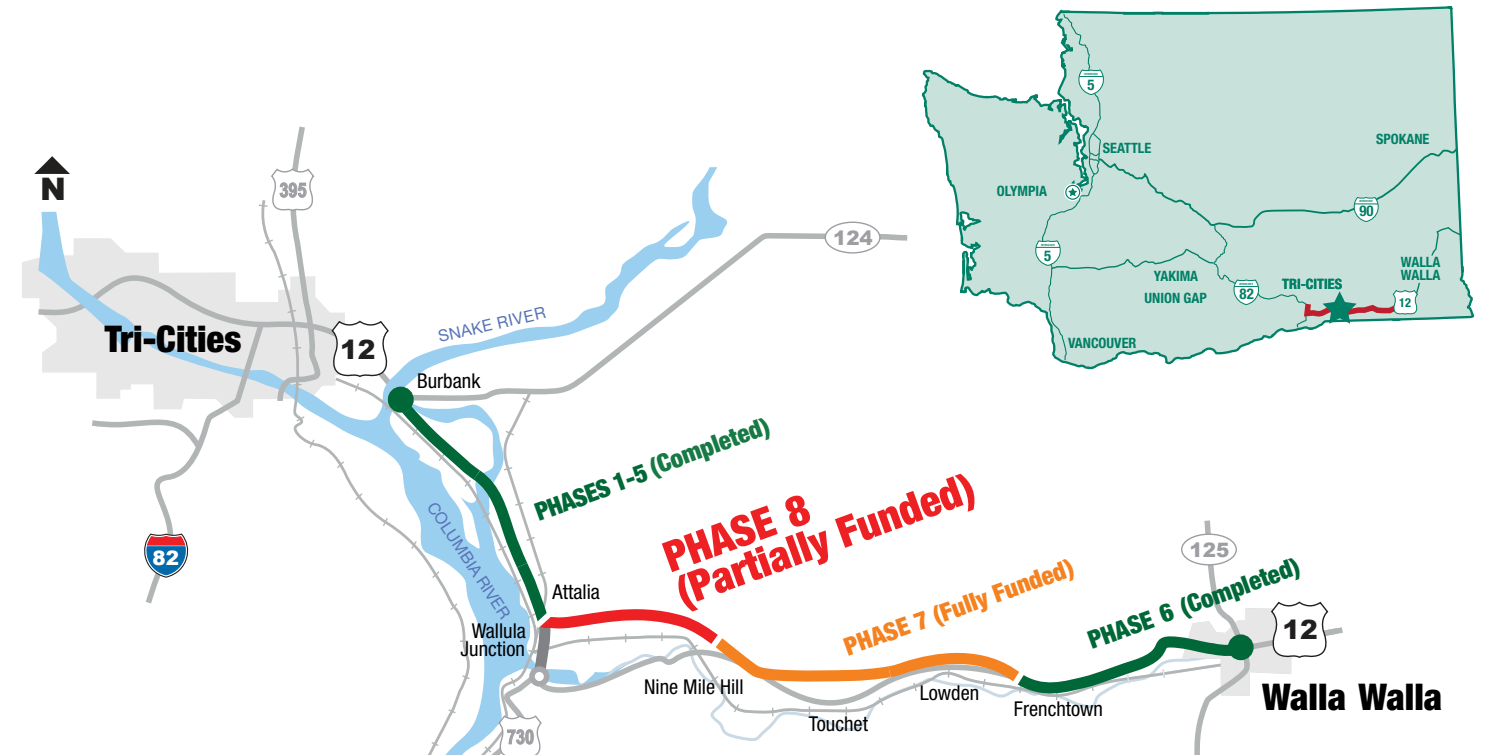 N
395
124
Tri-Cities
12
SNAKE RIVER
Burbank
PHASES 1-5 (Completed)
COLUMBIA RIVER
82
PHASE 8
(Partially Funded)
Attalia
Wallula
Junction
PHASE 7 (Fully Funded)
PHASE 6 (Completed)
125
12
Nine Mile Hill
Touchet
Lowden
Frenchtown
Walla Walla
730
5
SEATTLE
SPOKANE
OLYMPIA
90
5
YAKIMA
UNION GAP
82
TRI-CITIES
WALLA
WALLA
12
VANCOUVER